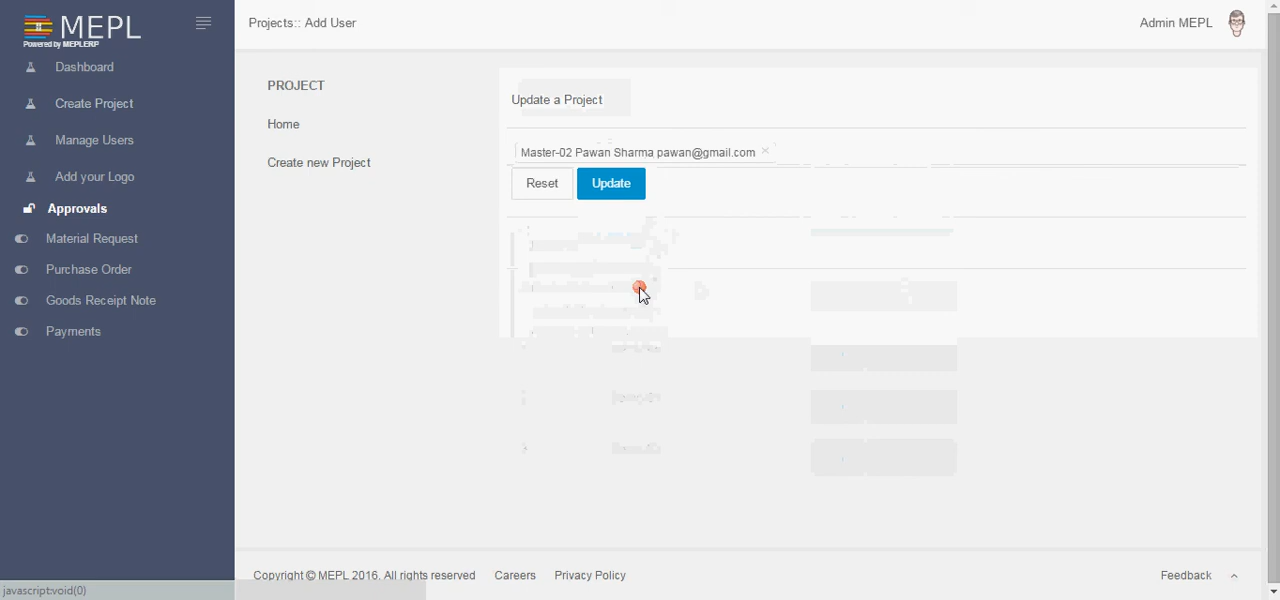 MEPL
Powered by MEPLERP
Projects:: Add User
Admin MEPL
Dashboard
Create Project
Manage Users
Add your Logo
Approvals
Material Request
Purchase Order
Goods Receipt Note
Payments
PROJECT
Home
Create new Project
Update a Project
Master-02 Pawan Sharma pawan@gmail.com ×
Reset Update
Copyright © MEPL 2016. All rights reserved Careers Privacy Policy Feedback
javascript:void(0)